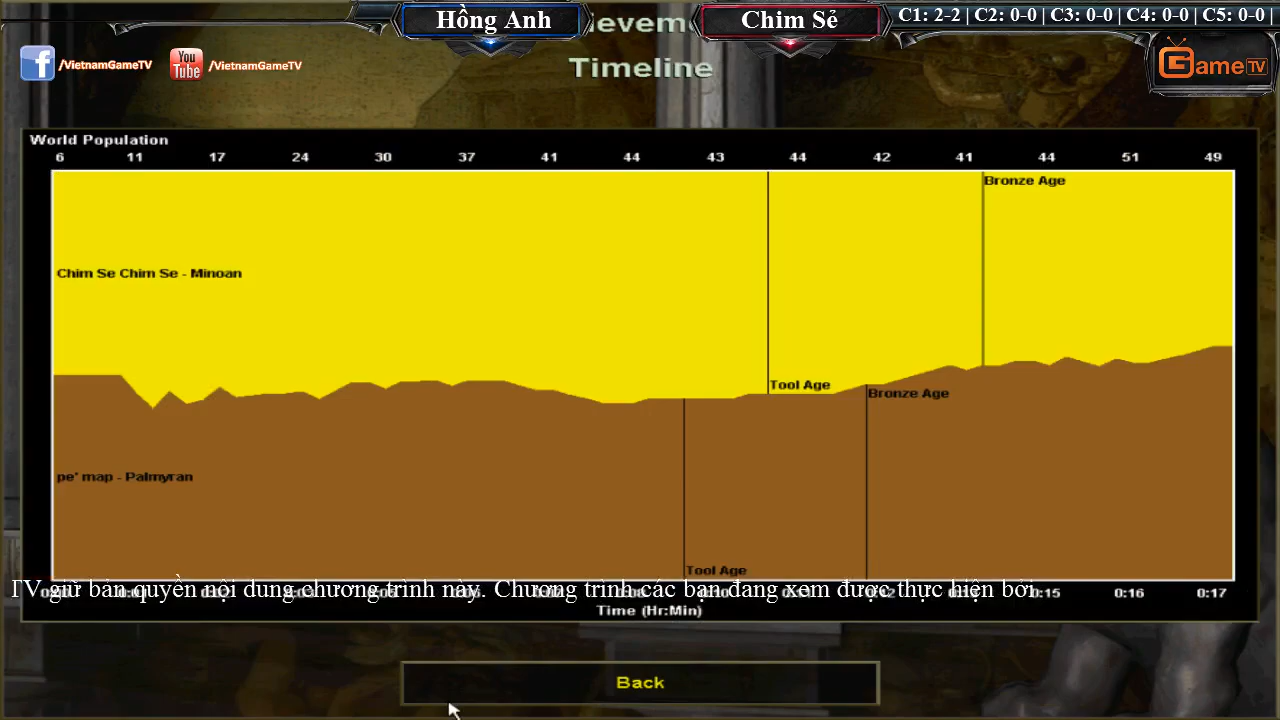 Hồng Anh
Chim Sẻ
C1: 2-2 | C2: 0-0 | C3: 0-0 | C4: 0-0 | C5: 0-0 |
Timeline
/VietnamGameTV
You Tube /VietnamGameTV
GameTV
World Population
6 11 17 24 30 37 41 44 43 44 42 41 44 51 49
Bronze Age
Chim Se Chim Se - Minoan
Tool Age
Bronze Age
pe' map - Palmyran
Tool Age
TV giữ bản quyền nội dung chương trình này. Chương trình các bạn đang xem được thực hiện bởi
0:15 0:16 0:17
Time (Hr:Min)
Back